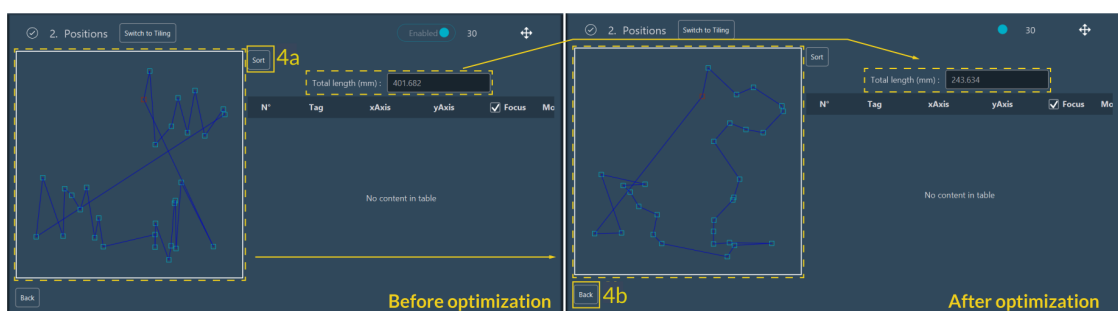 2. Positions Switch to Tiling Enabled 30
Sort 4a
Total length (mm) : 401.682
N° Tag xAxis yAxis Focus Mo
No content in table
Back
Before optimization
2. Positions Switch to Tiling 30
Sort
Total length (mm) : 243.634
N° Tag xAxis yAxis Focus Mo
No content in table
Back 4b
After optimization